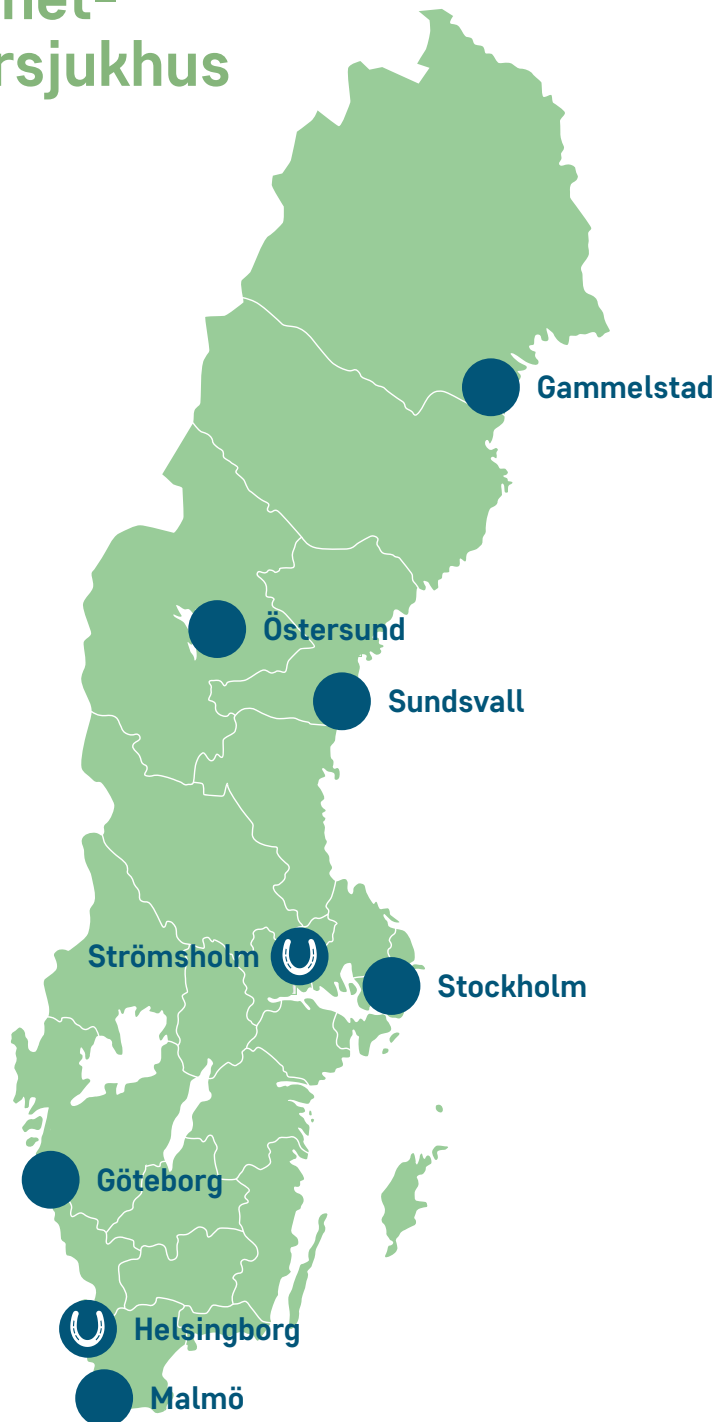 rsjukhus
Gammelstad
Östersund
Sundsvall
Strömsholm
Stockholm
Göteborg
Helsingborg
Malmö